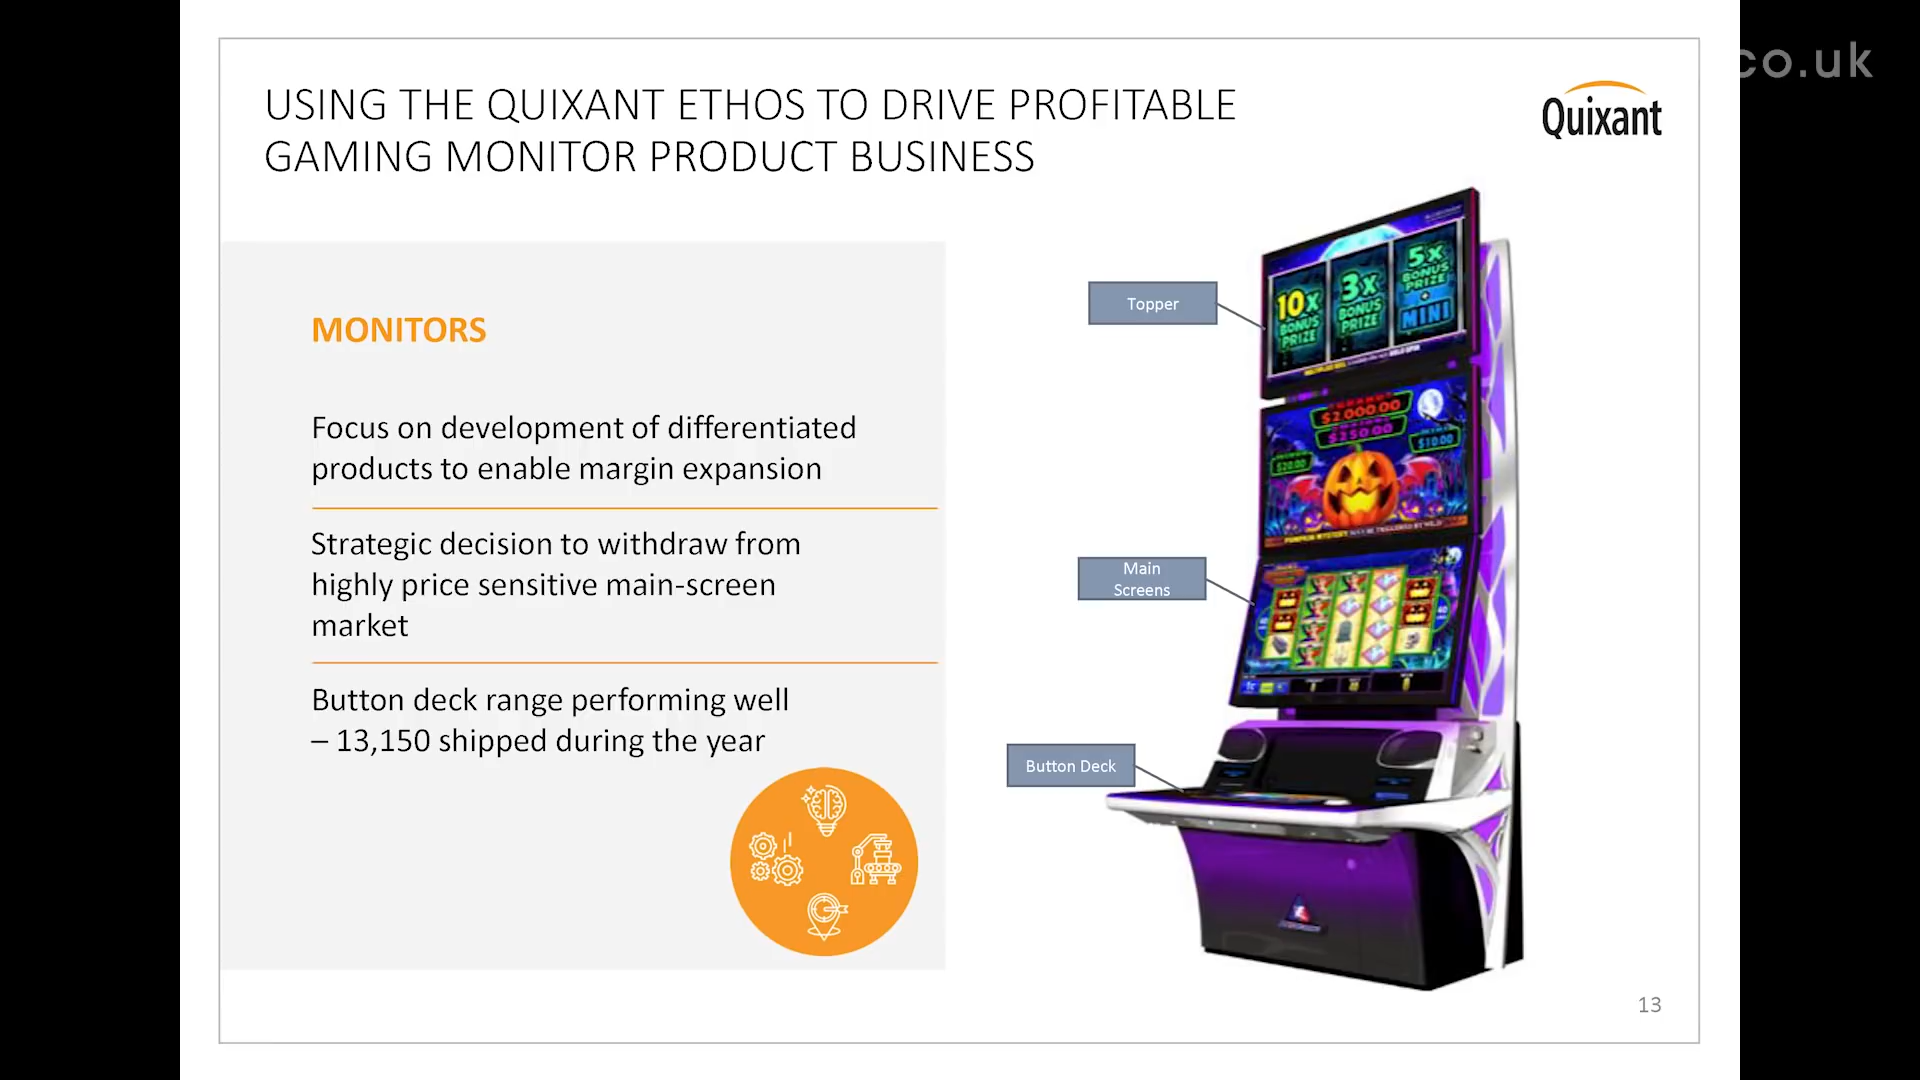 co.uk
USING THE QUIXANT ETHOS TO DRIVE PROFITABLE
GAMING MONITOR PRODUCT BUSINESS
Quixant
MONITORS
Focus on development of differentiated
products to enable margin expansion
Strategic decision to withdraw from
highly price sensitive main-screen
market
Button deck range performing well
– 13,150 shipped during the year
Topper
Main
Screens
Button Deck
10x
BONUS
PRIZE
3x
BONUS
PRIZE
5x
BONUS
PRIZE
+
MINI
$2,000.00
$250.00
$10.00
$20.00
13